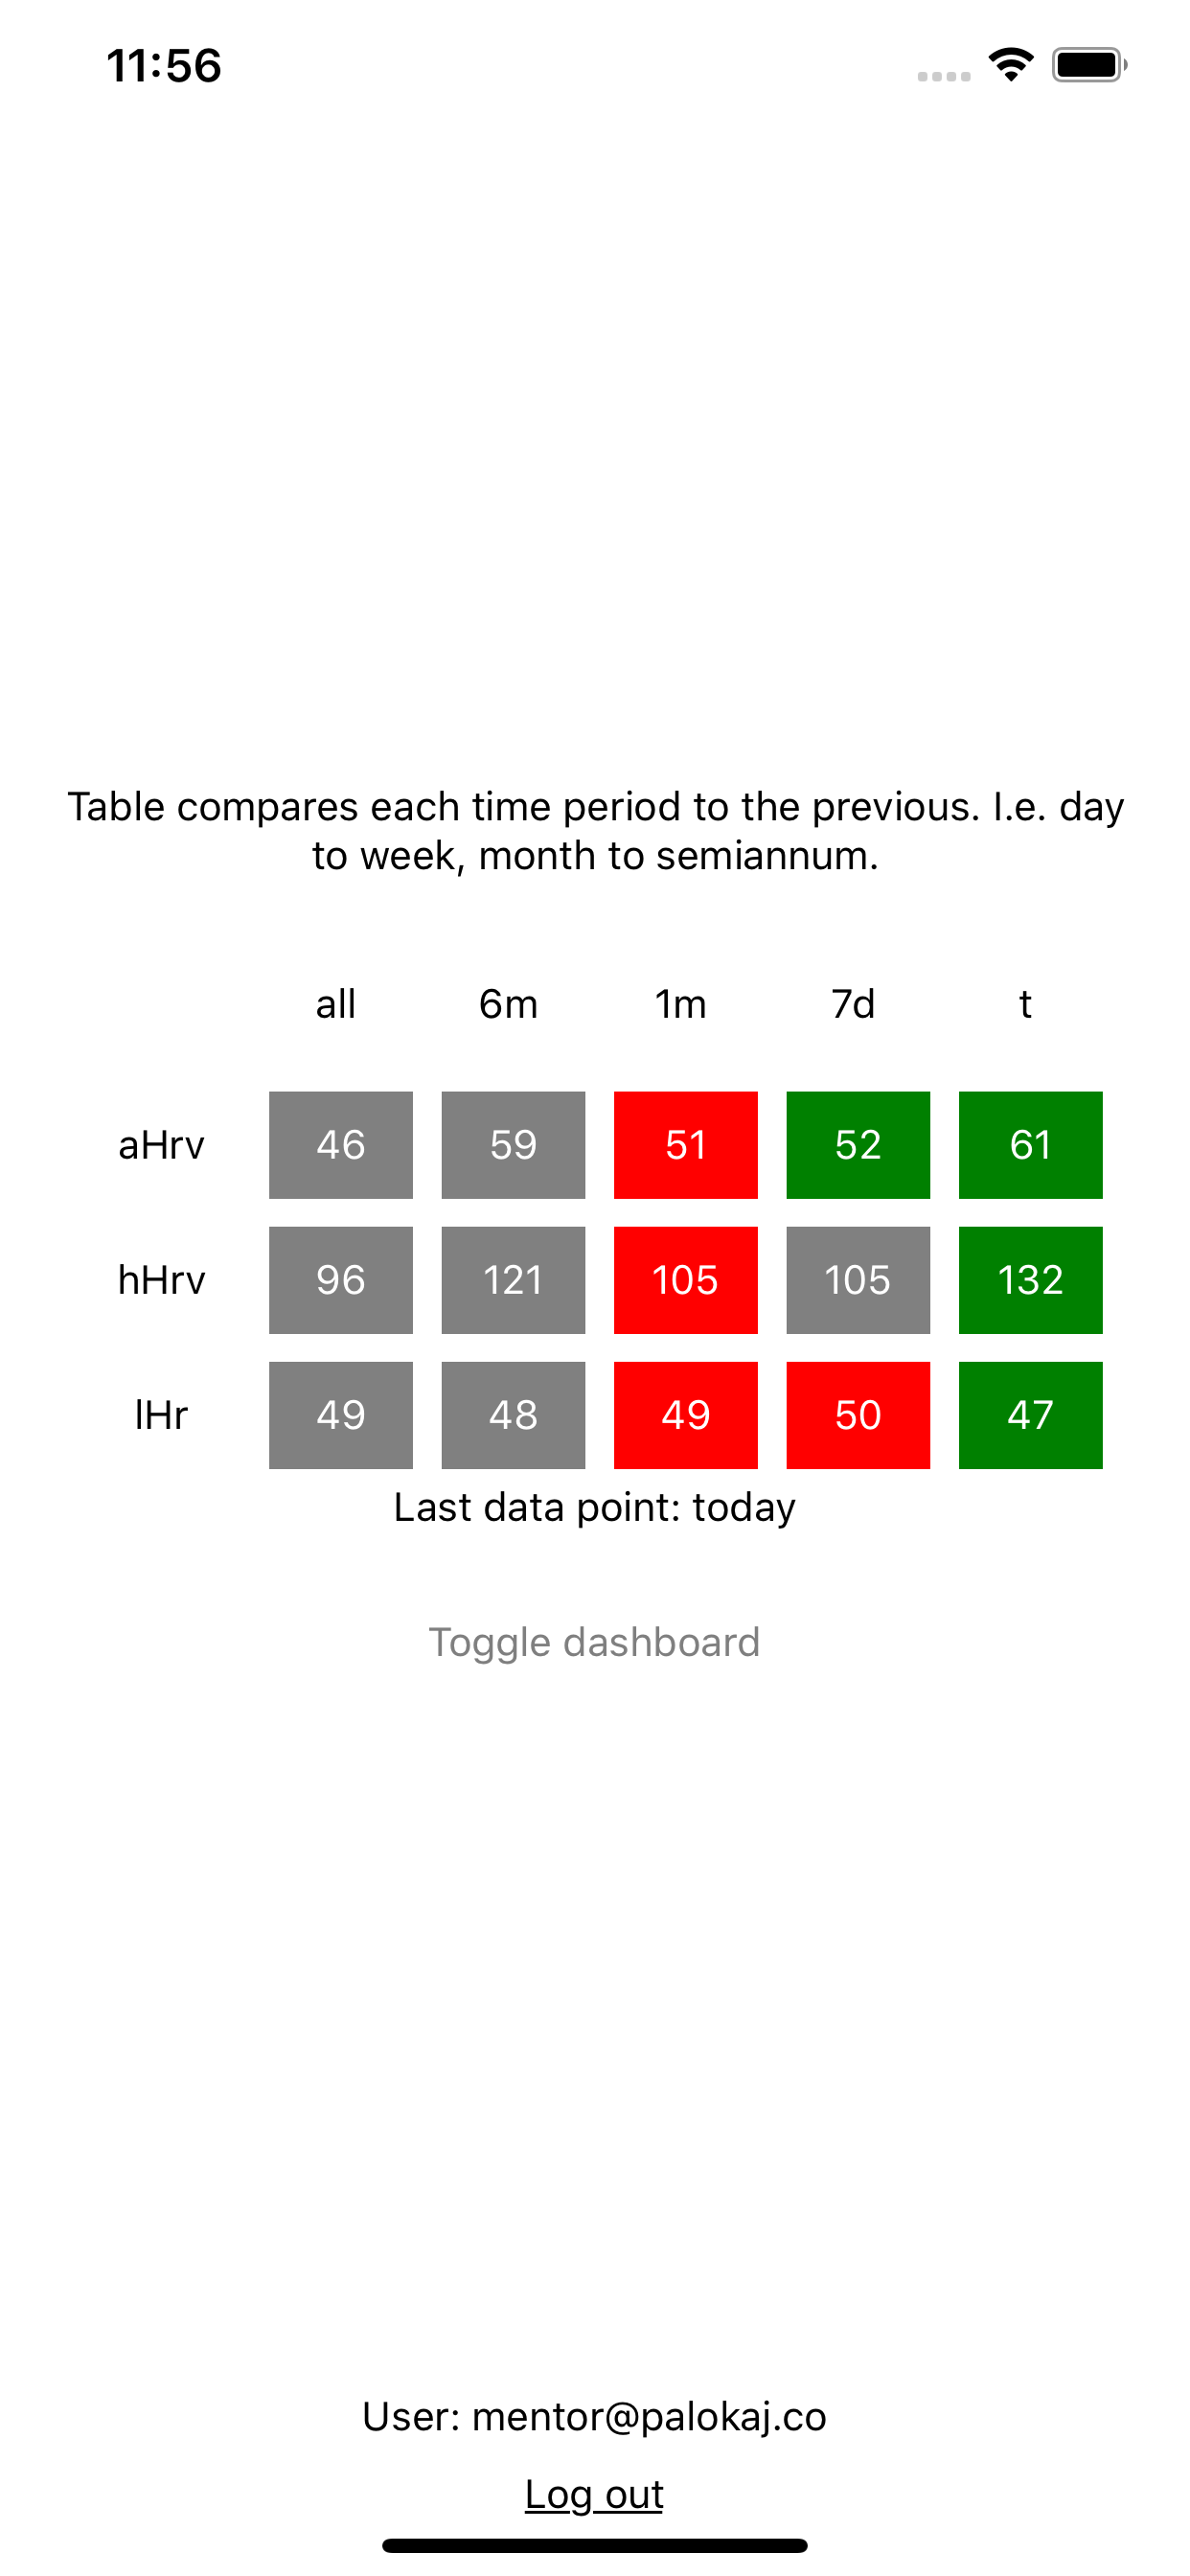 11:56
Table compares each time period to the previous. I.e. day
to week, month to semiannum.
all 6m 1m 7d t
aHrv 46 59 51 52 61
hHrv 96 121 105 105 132
lHr 49 48 49 50 47
Last data point: today
Toggle dashboard
User: mentor@palokaj.co
Log out